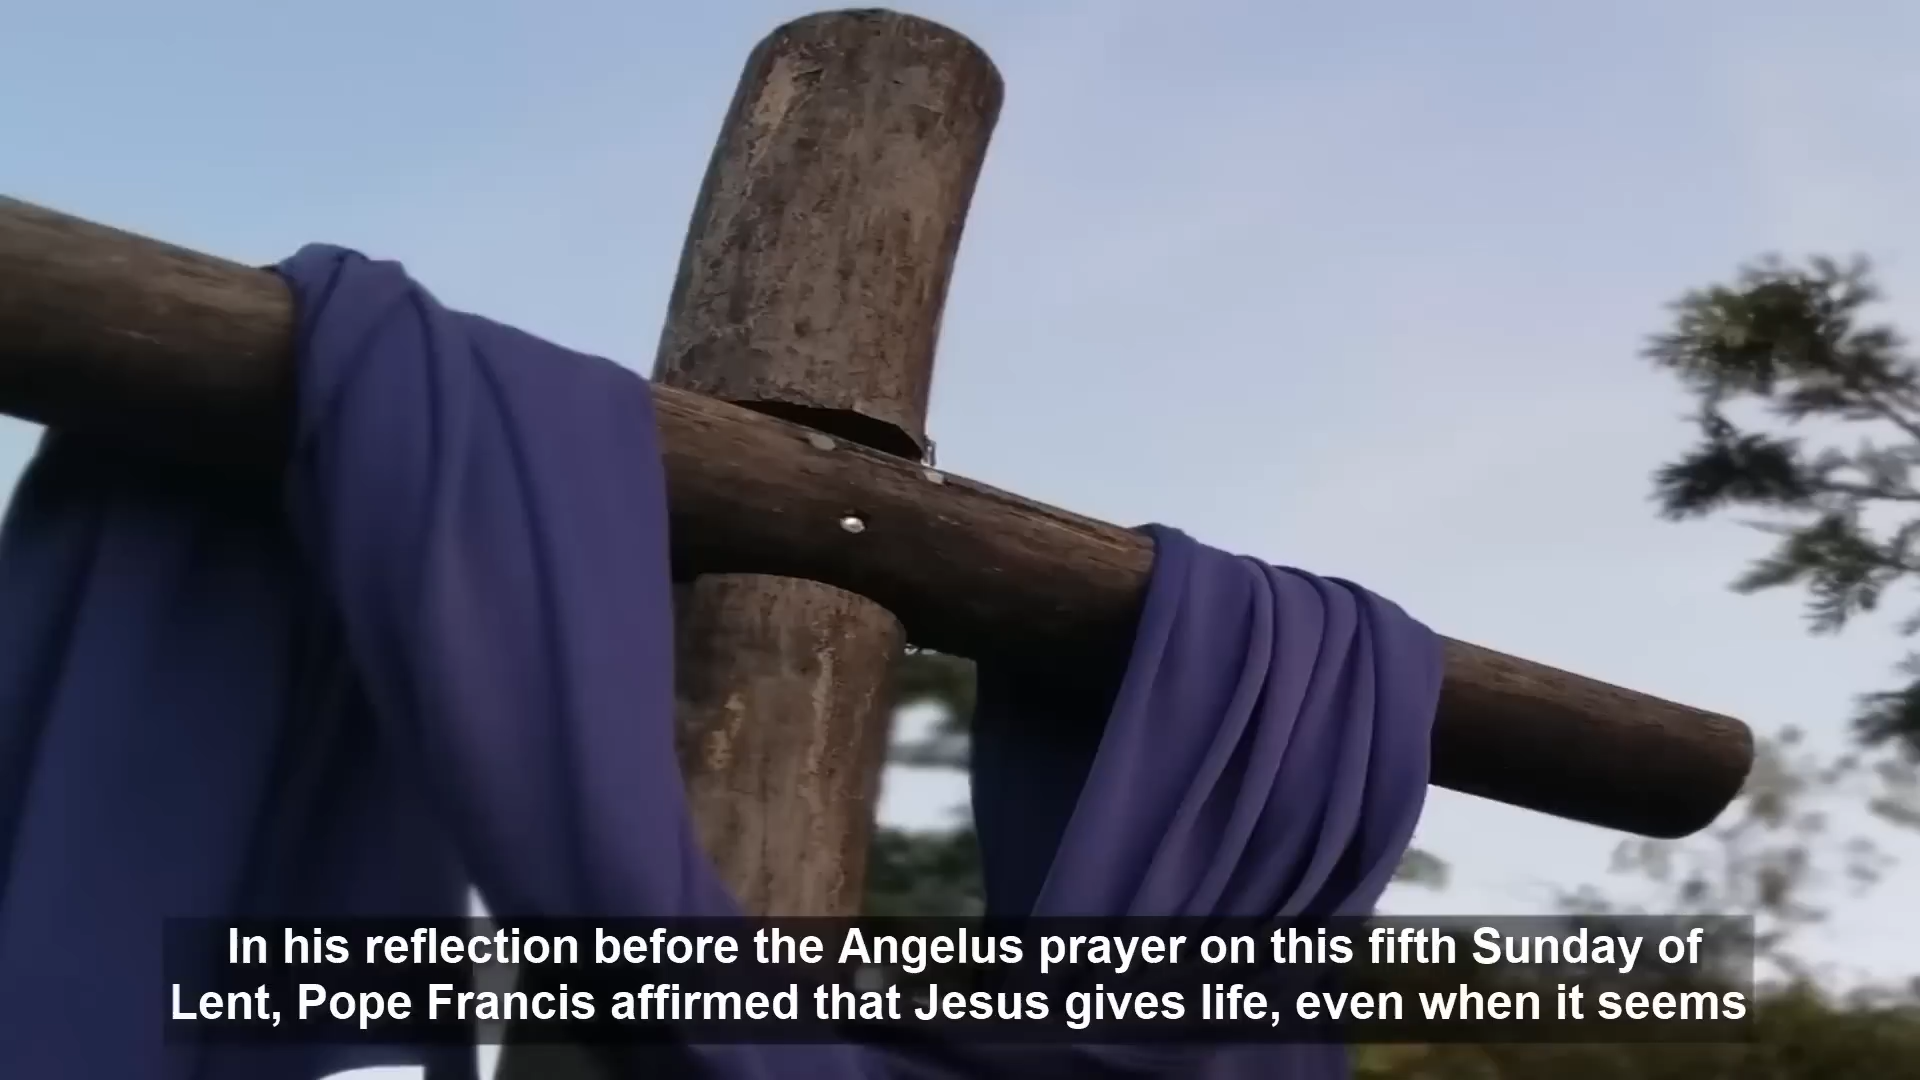 In his reflection before the Angelus prayer on this fifth Sunday of
Lent, Pope Francis affirmed that Jesus gives life, even when it seems